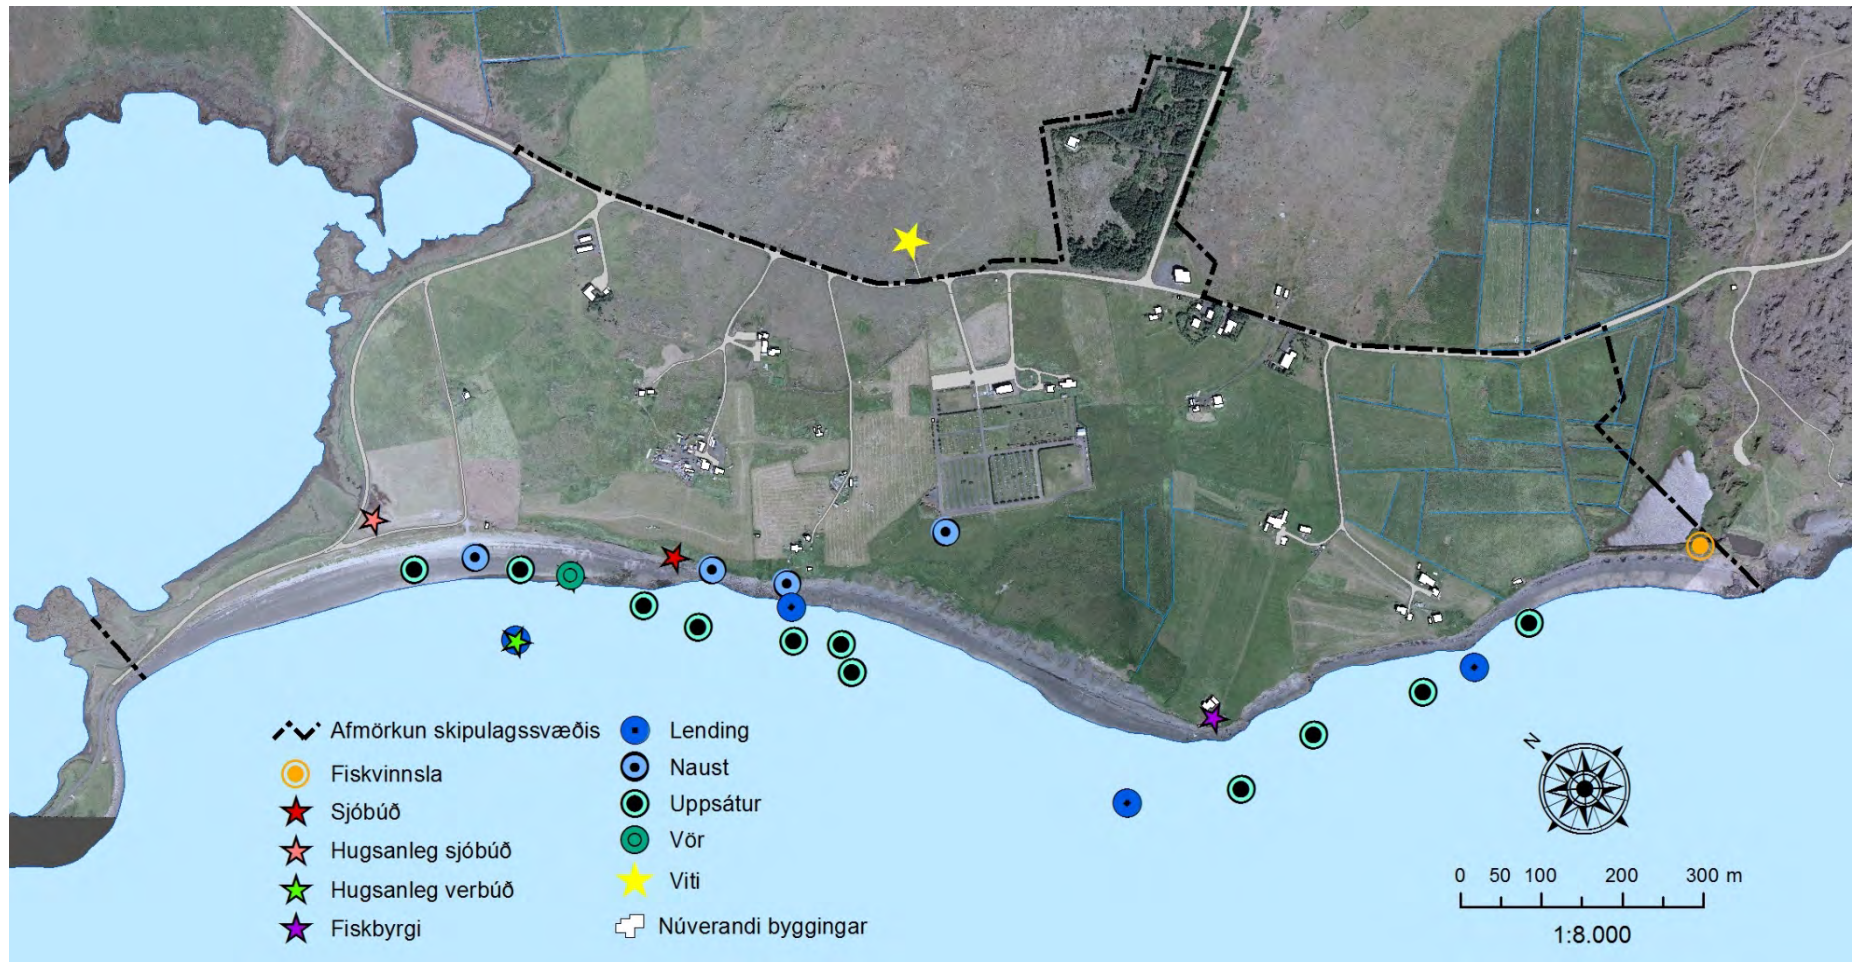 Afmörkun skipulagssvæðis
Fiskvinnsla
Sjóbúð
Hugsanleg sjóbúð
Hugsanleg verbúð
Fiskbyrgi
Lending
Naust
Uppsátur
Vör
Viti
Núverandi byggingar
N
0 50 100 200 300 m
1:8.000